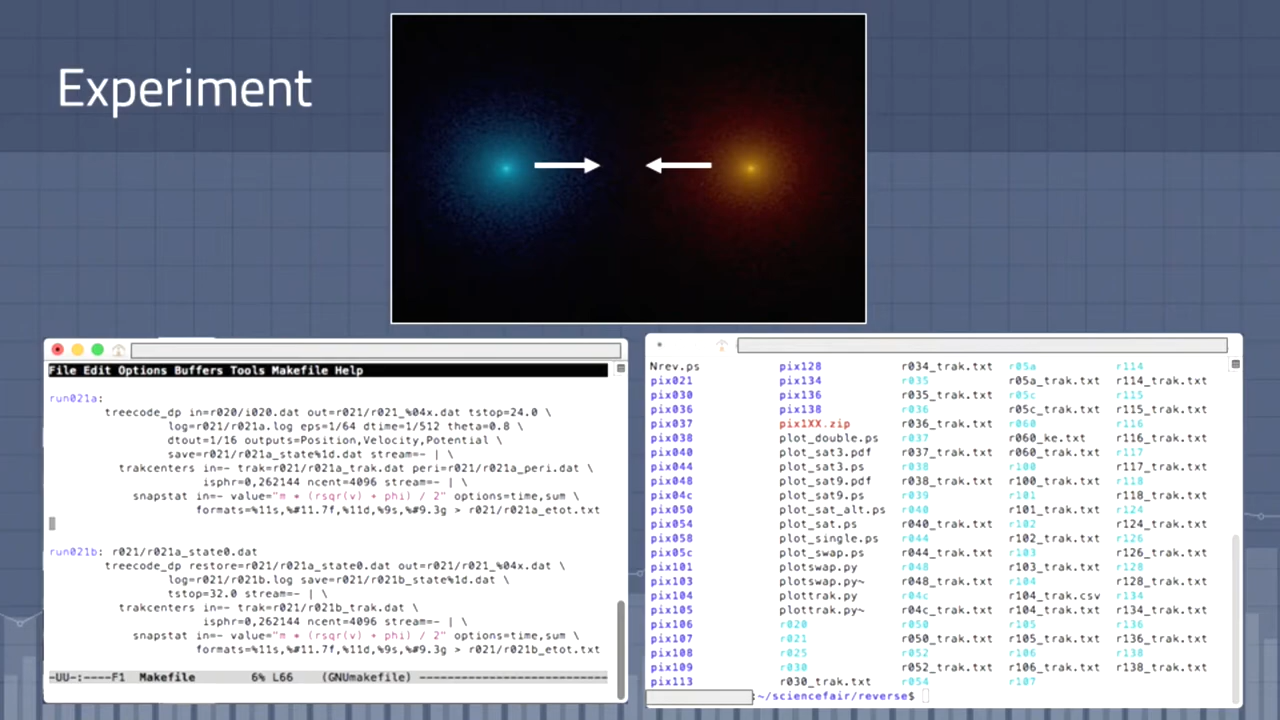 Experiment
File Edit Options Buffers Tools Makefile Help
run021a:
treecode_dp in=r020/i020.dat out=r021/r021_%04x.dat tstop=24.0 \
log=r021/r021a.log eps=1/64 dtime=1/512 theta=0.8 \
dtout=1/16 outputs=Position,Velocity,Potential \
save=r021/r021a_state%1d.dat stream=- | \
trakcenters in=- trak=r021/r021a_trak.dat peri=r021/r021a_peri.dat \
isphr=0,262144 ncent=4096 stream=- | \
snapstat in=- value="m * (rsqr(v) + phi) / 2" options=time,sum \
formats=%11s,%#11.7f,%11d,%9s,%#9.3g > r021/r021a_etot.txt
run021b: r021/r021a_state0.dat
treecode_dp restore=r021/r021a_state0.dat out=r021/r021_%04x.dat \
log=r021/r021b.log save=r021/r021b_state%1d.dat \
tstop=32.0 stream=- | \
trakcenters in=- trak=r021/r021b_trak.dat \
isphr=0,262144 ncent=4096 stream=- | \
snapstat in=- value="m * (rsqr(v) + phi) / 2" options=time,sum \
formats=%11s,%#11.7f,%11d,%9s,%#9.3g > r021/r021b_etot.txt
-UU-:----F1 Makefile 6% L66 (GNUmakefile) ---------------------------
Nrev.ps pix128 r034_trak.txt r05a r114
pix021 pix134 r035 r05a_trak.txt r114_trak.txt
pix030 pix136 r035_trak.txt r05c r115
pix036 pix138 r036 r05c_trak.txt r115_trak.txt
pix037 pix1XX.zip r036_trak.txt r060 r116
pix038 plot_double.ps r037 r060_ke.txt r116_trak.txt
pix040 plot_sat3.pdf r037_trak.txt r060_trak.txt r117
pix044 plot_sat3.ps r038 r100 r117_trak.txt
pix048 plot_sat9.pdf r038_trak.txt r100_trak.txt r118
pix04c plot_sat9.ps r039 r101 r118_trak.txt
pix050 plot_sat_alt.ps r040 r101_trak.txt r124
pix054 plot_sat.ps r040_trak.txt r102 r124_trak.txt
pix058 plot_single.ps r044 r102_trak.txt r126
pix05c plot_swap.ps r044_trak.txt r103 r126_trak.txt
pix101 plotswap.py r048 r103_trak.txt r128
pix103 plotswap.py~ r048_trak.txt r104 r128_trak.txt
pix104 plottrak.py r04c r104_trak.csv r134
pix105 plottrak.py~ r04c_trak.txt r104_trak.txt r134_trak.txt
pix106 r020 r050 r105 r136
pix107 r021 r050_trak.txt r105_trak.txt r136_trak.txt
pix108 r025 r052 r106 r138
pix109 r030 r052_trak.txt r106_trak.txt r138_trak.txt
pix113 r030_trak.txt r054 r107
:~/sciencefair/reverse$